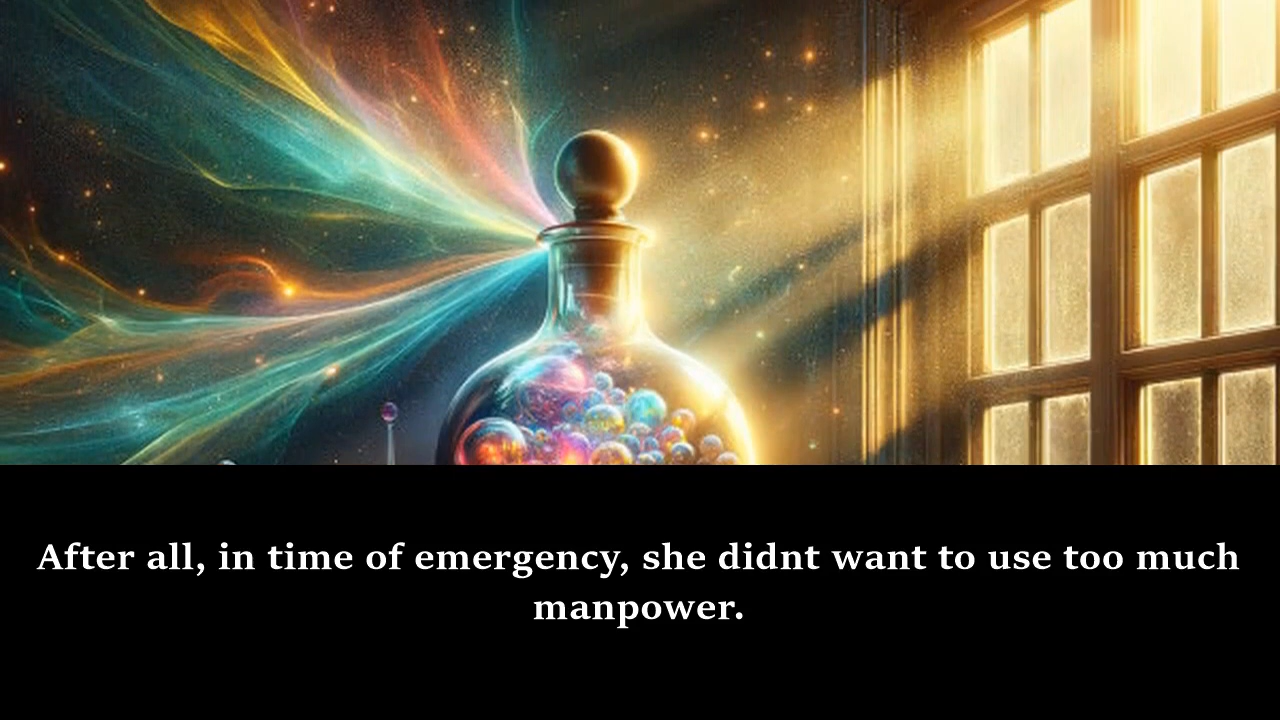 After all, in time of emergency, she didnt want to use too much
manpower.